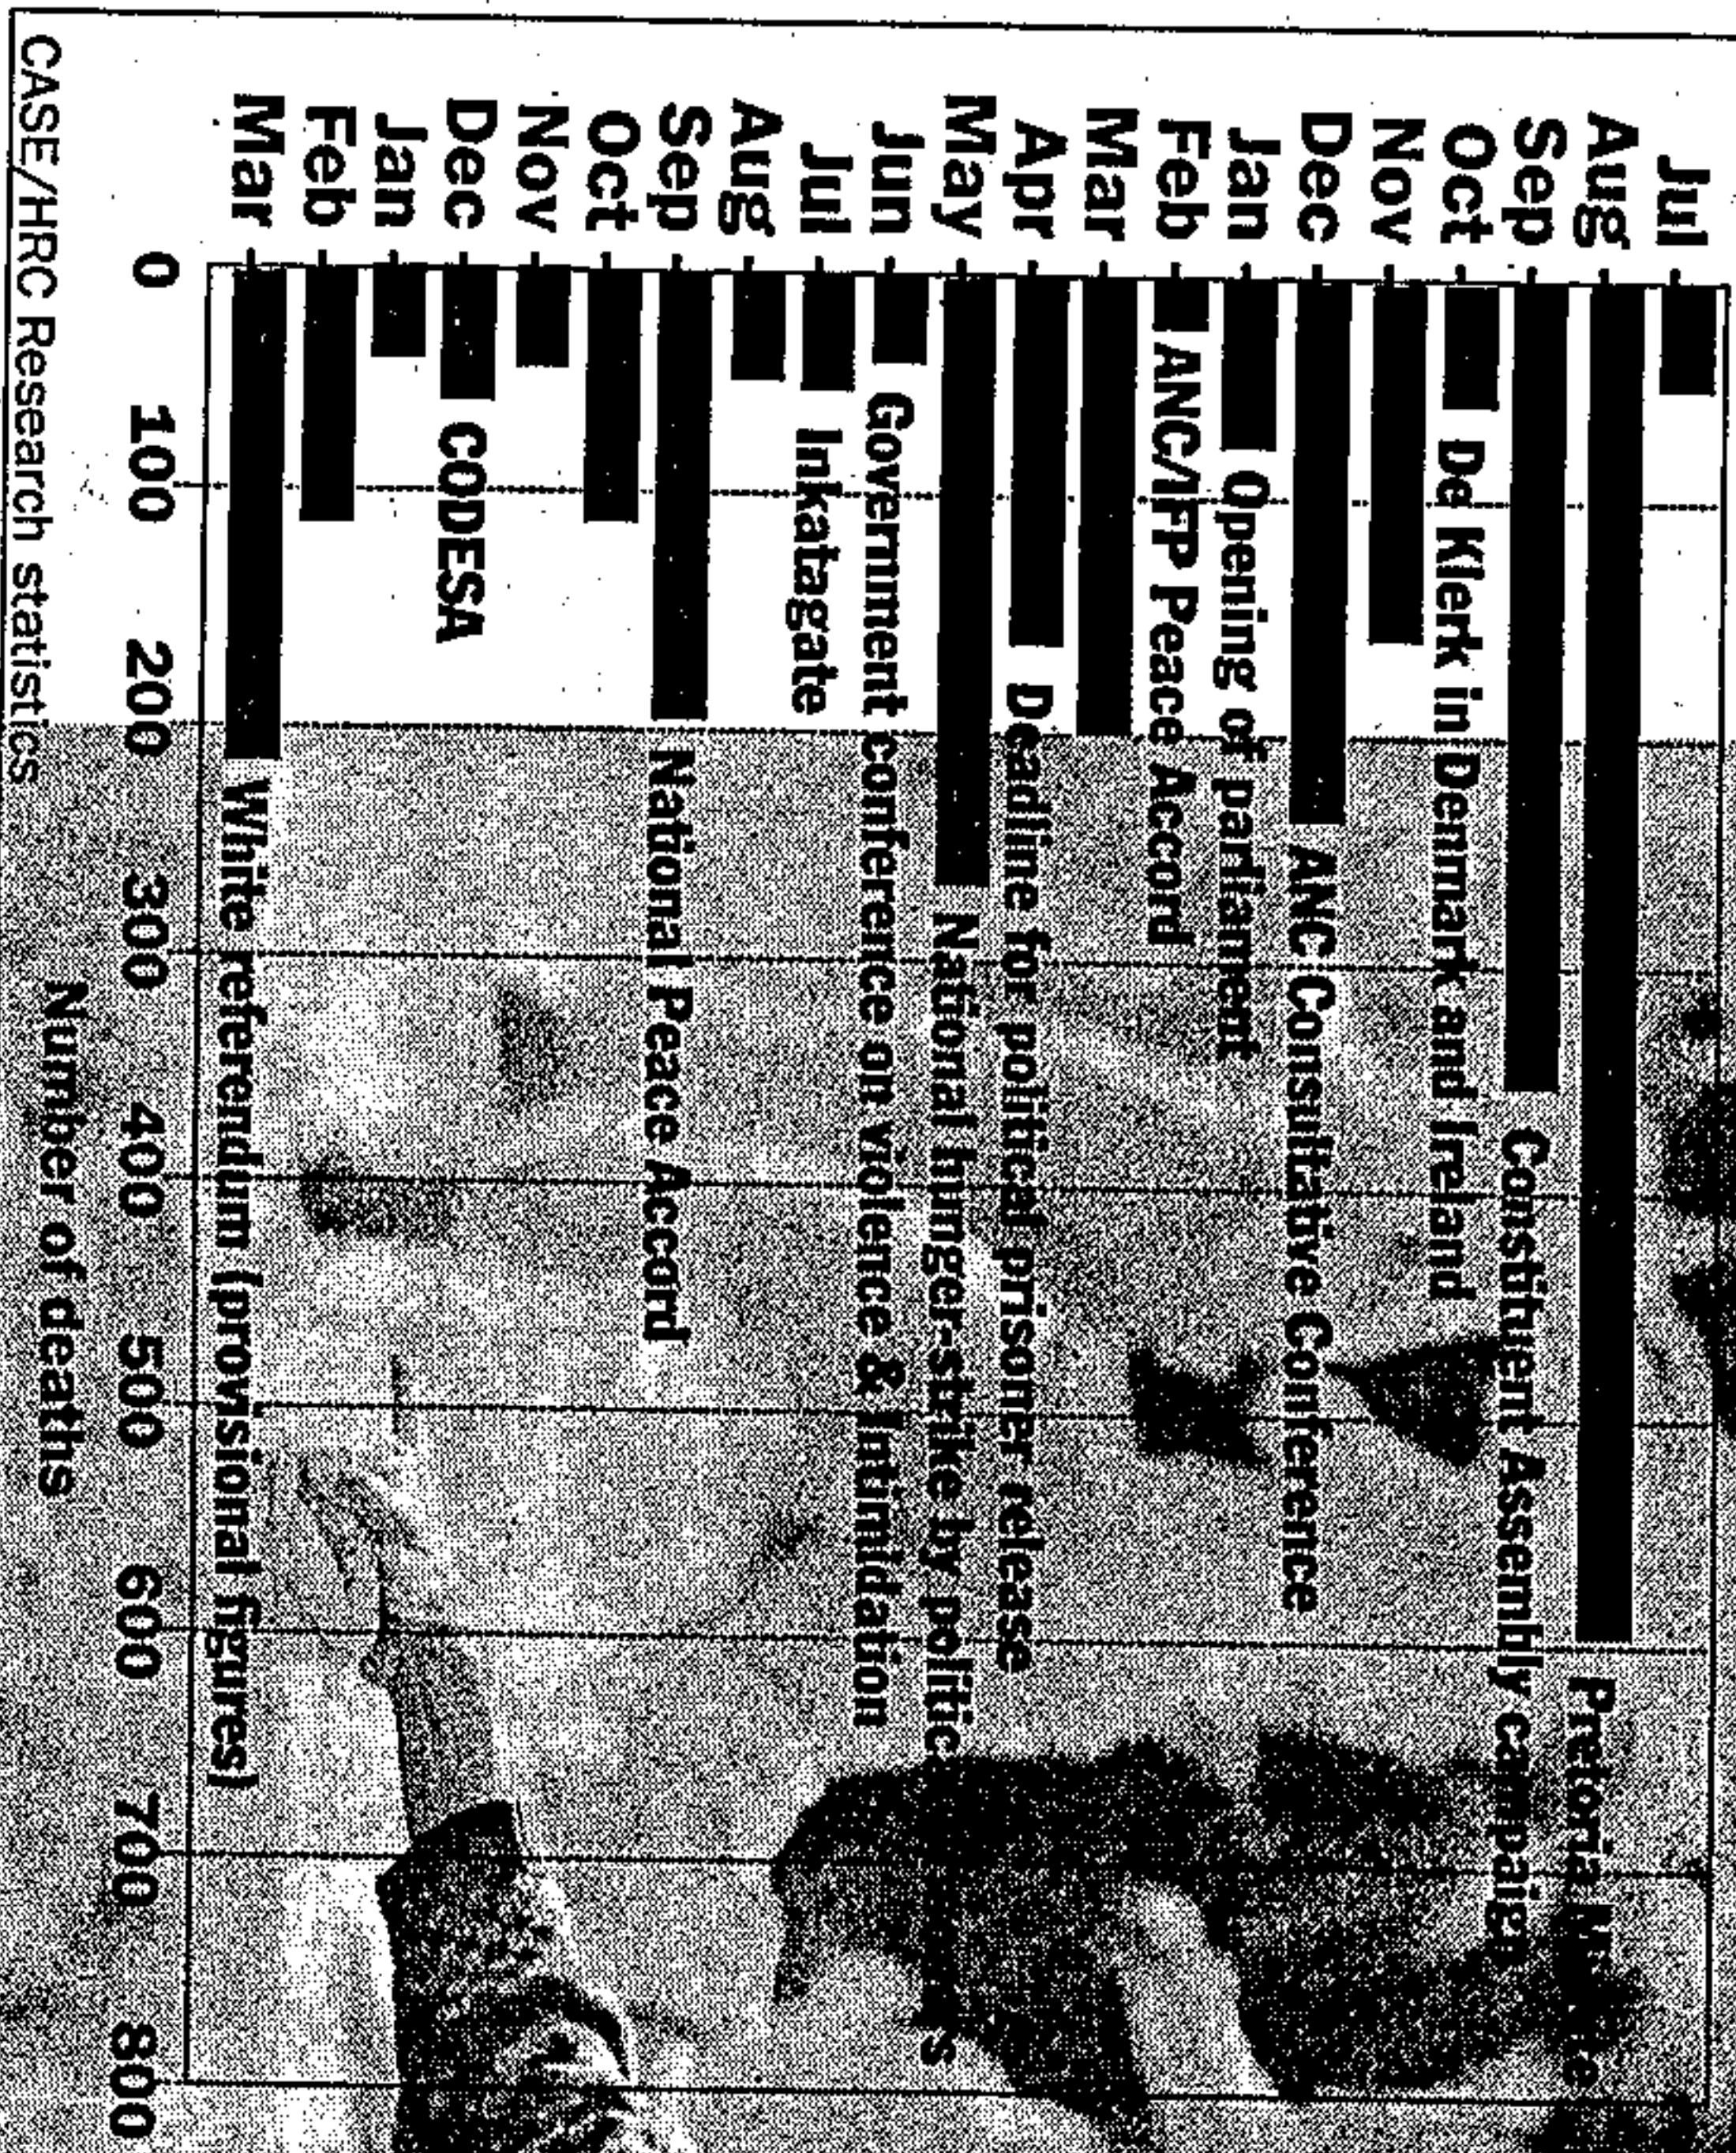 Jul
Aug Pretoria
Sep Constituent Assembly campaign
Oct De Klerk in Denmark and Ireland
Nov
Dec ANC Consultative Conference
Jan Opening of parliament
Feb ANC/IFP Peace Accord
Mar
Apr Deadline for political prisoner release
May National hunger-strike by
Jun Government conference on violence & intimidation
Jul Inkatagate
Aug
Sep National Peace Accord
Oct
Nov
Dec CODESA
Jan
Feb
Mar White referendum (provisional figures)
0 100 200 300 400 500 600 700 800
Number of deaths
CASE/HRC Research statistics